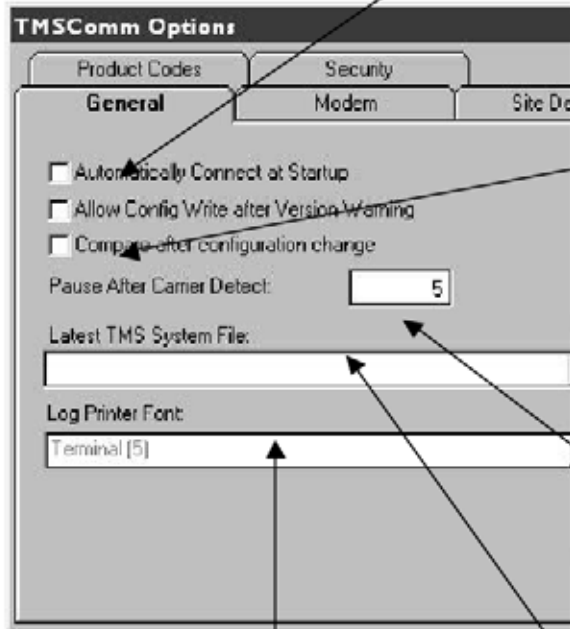 TMSComm Options
Product Codes Security
General Modem Site De
Automatically Connect at Startup
Allow Config Write after Version Warning
Compare after configuration change
Pause After Carrier Detect: 5
Latest TMS System File:
Log Printer Font:
Terminal [5]